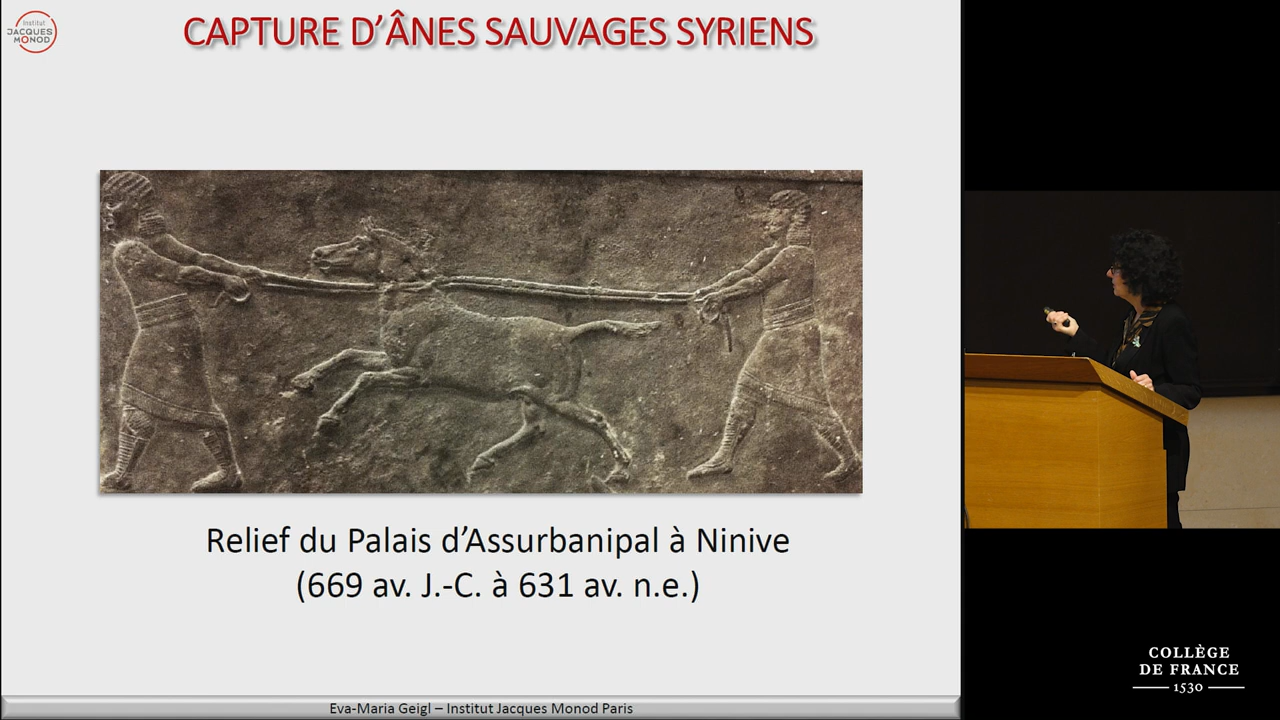 Institut
JACQUES
MONOD
CAPTURE D'ÂNES SAUVAGES SYRIENS
Relief du Palais d'Assurbanipal à Ninive
(669 av. J.-C. à 631 av. n.e.)
Eva-Maria Geigl – Institut Jacques Monod Paris
COLLÈGE
DE FRANCE
1530